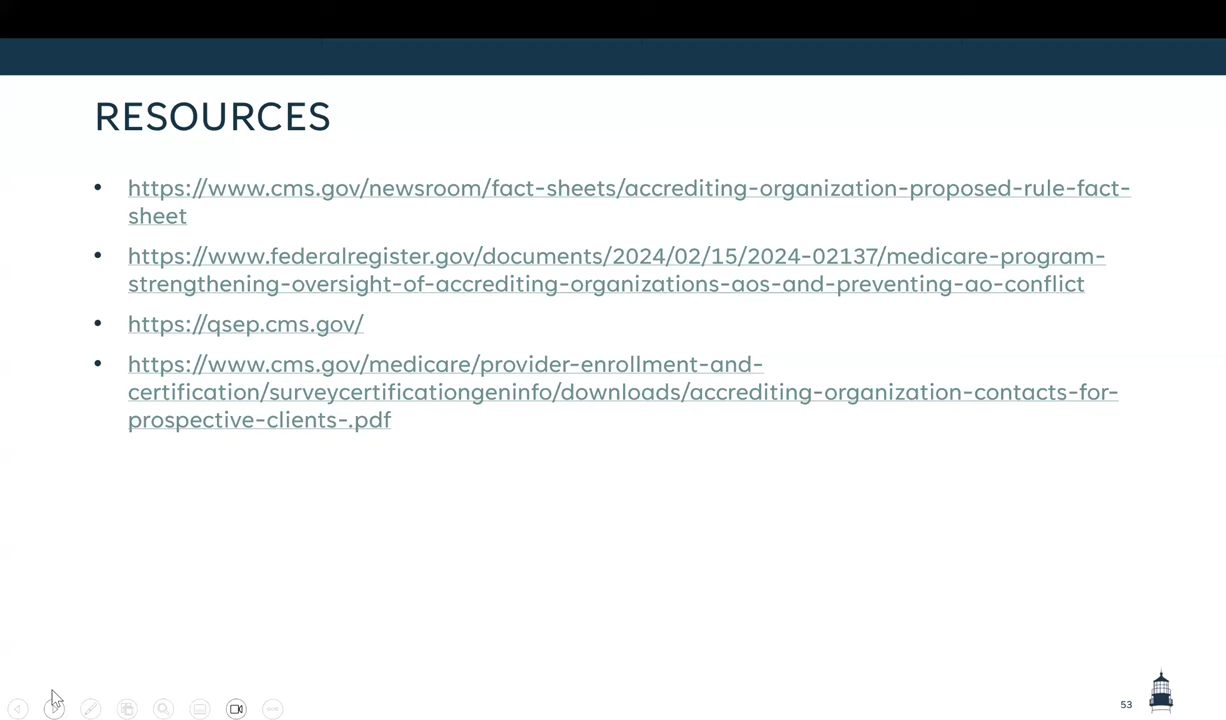 RESOURCES
• https://www.cms.gov/newsroom/fact-sheets/accrediting-organization-proposed-rule-fact-
sheet
• https://www.federalregister.gov/documents/2024/02/15/2024-02137/medicare-program-
strengthening-oversight-of-accrediting-organizations-aos-and-preventing-ao-conflict
• https://qsep.cms.gov/
• https://www.cms.gov/medicare/provider-enrollment-and-
certification/surveycertificationgeninfo/downloads/accrediting-organization-contacts-for-
prospective-clients-.pdf
53